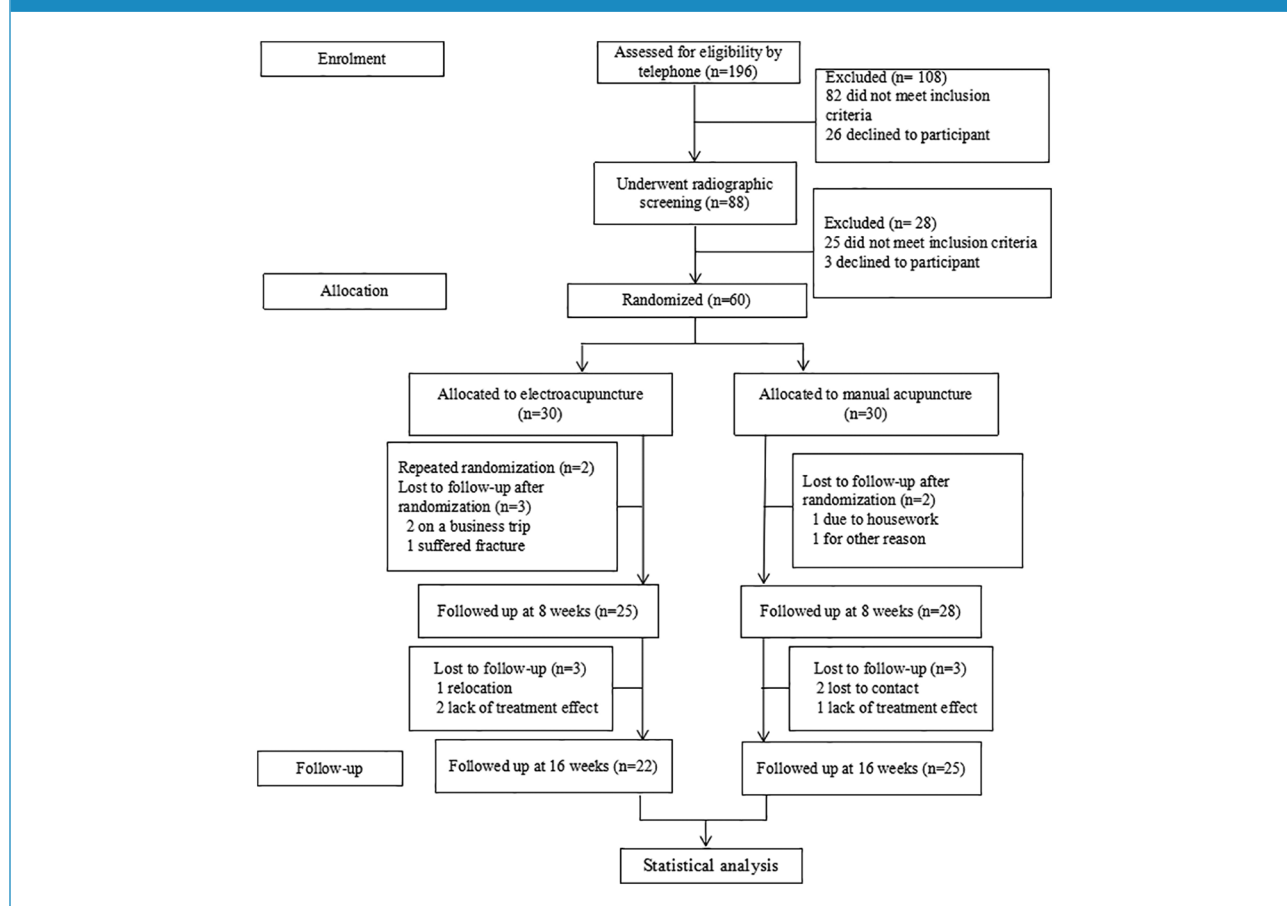 Enrolment
Assessed for eligibility by
telephone (n=196)
Excluded (n= 108)
82 did not meet inclusion
criteria
26 declined to participant
Underwent radiographic
screening (n=88)
Excluded (n= 28)
25 did not meet inclusion criteria
3 declined to participant
Allocation
Randomized (n=60)
Allocated to electroacupuncture
(n=30)
Allocated to manual acupuncture
(n=30)
Repeated randomization (n=2)
Lost to follow-up after
randomization (n=3)
2 on a business trip
1 suffered fracture
Lost to follow-up after
randomization (n=2)
1 due to housework
1 for other reason
Followed up at 8 weeks (n=25)
Followed up at 8 weeks (n=28)
Lost to follow-up (n=3)
1 relocation
2 lack of treatment effect
Lost to follow-up (n=3)
2 lost to contact
1 lack of treatment effect
Follow-up
Followed up at 16 weeks (n=22)
Followed up at 16 weeks (n=25)
Statistical analysis